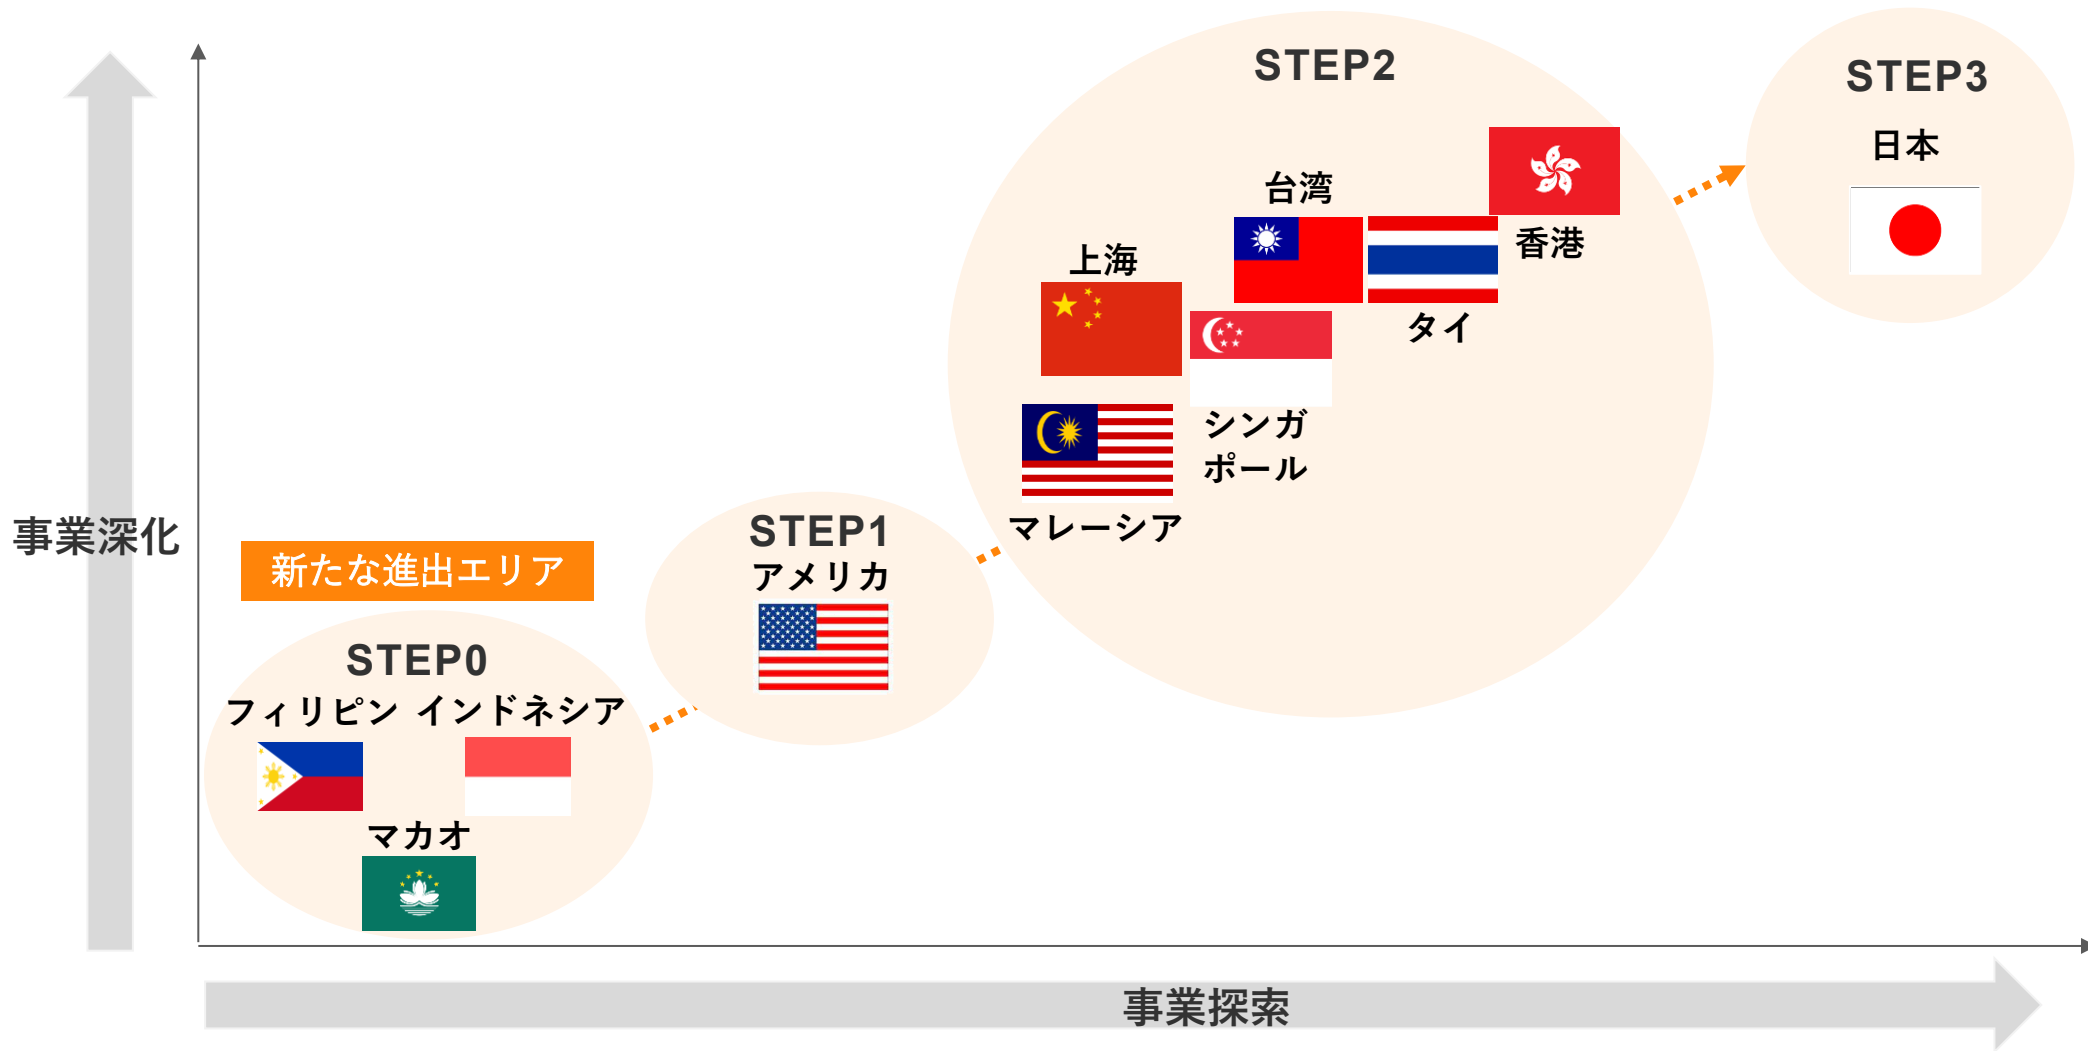 STEP2
STEP3
日本
台湾
香港
上海
タイ
シンガ
ポール
マレーシア
事業深化
STEP1
アメリカ
新たな進出エリア
STEP0
フィリピン インドネシア
マカオ
事業探索